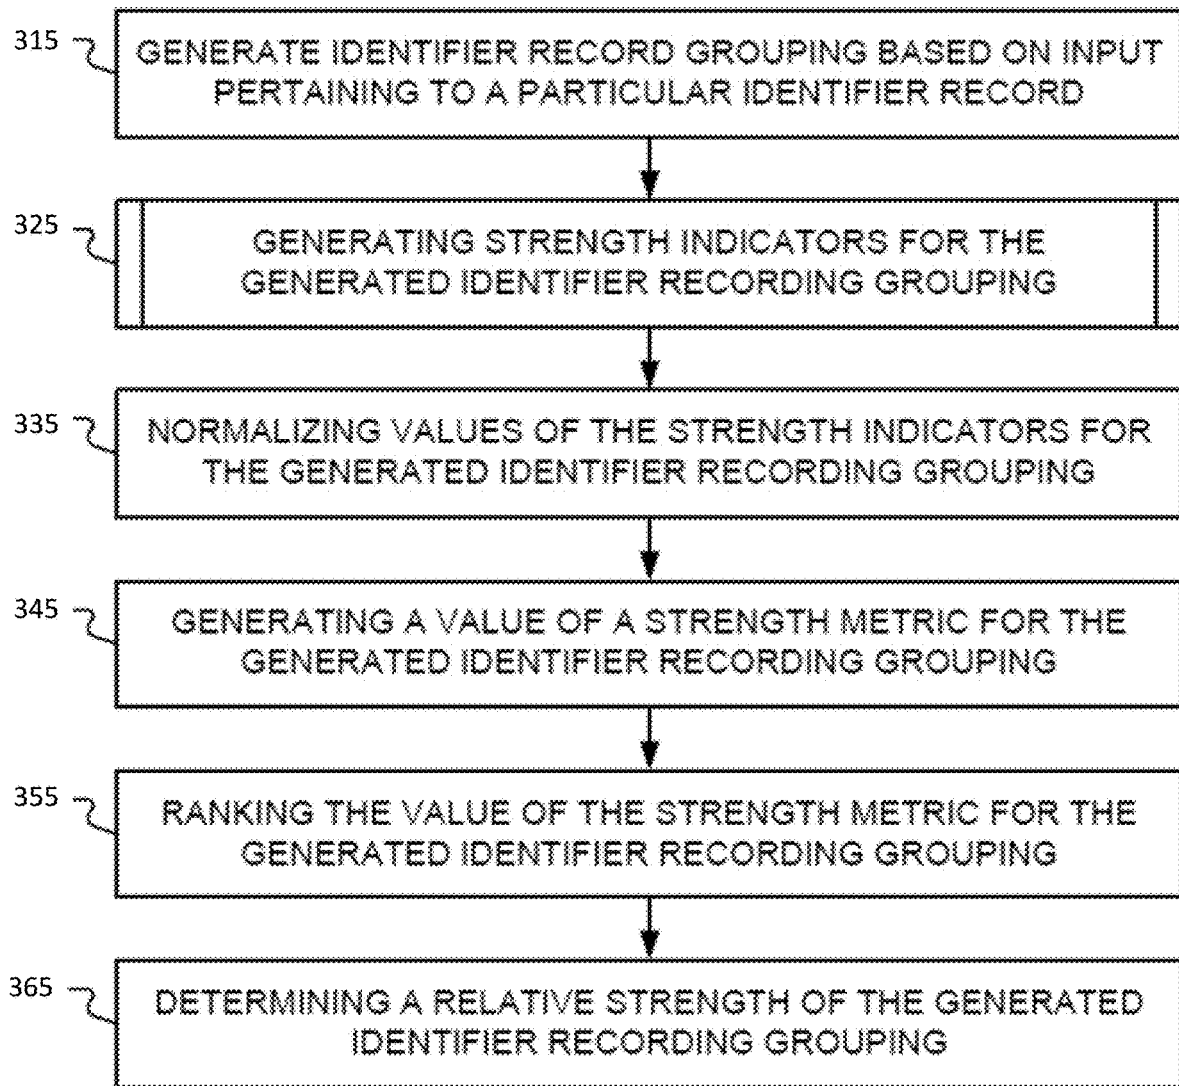 315
GENERATE IDENTIFIER RECORD GROUPING BASED ON INPUT
PERTAINING TO A PARTICULAR IDENTIFIER RECORD
325
GENERATING STRENGTH INDICATORS FOR THE
GENERATED IDENTIFIER RECORDING GROUPING
335
NORMALIZING VALUES OF THE STRENGTH INDICATORS FOR
THE GENERATED IDENTIFIER RECORDING GROUPING
345
GENERATING A VALUE OF A STRENGTH METRIC FOR THE
GENERATED IDENTIFIER RECORDING GROUPING
355
RANKING THE VALUE OF THE STRENGTH METRIC FOR THE
GENERATED IDENTIFIER RECORDING GROUPING
365
DETERMINING A RELATIVE STRENGTH OF THE GENERATED
IDENTIFIER RECORDING GROUPING